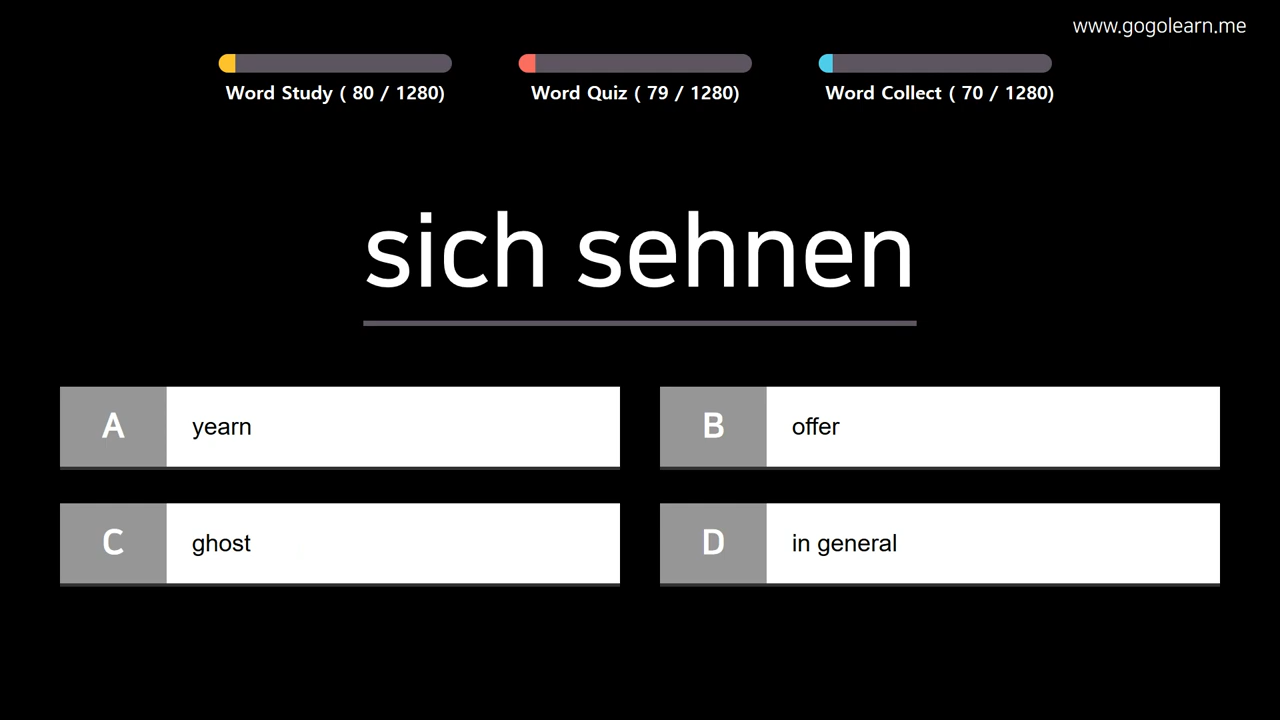 www.gogolearn.me
Word Study ( 80 / 1280)
Word Quiz ( 79 / 1280)
Word Collect ( 70 / 1280)
sich sehnen
A yearn
B offer
C ghost
D in general